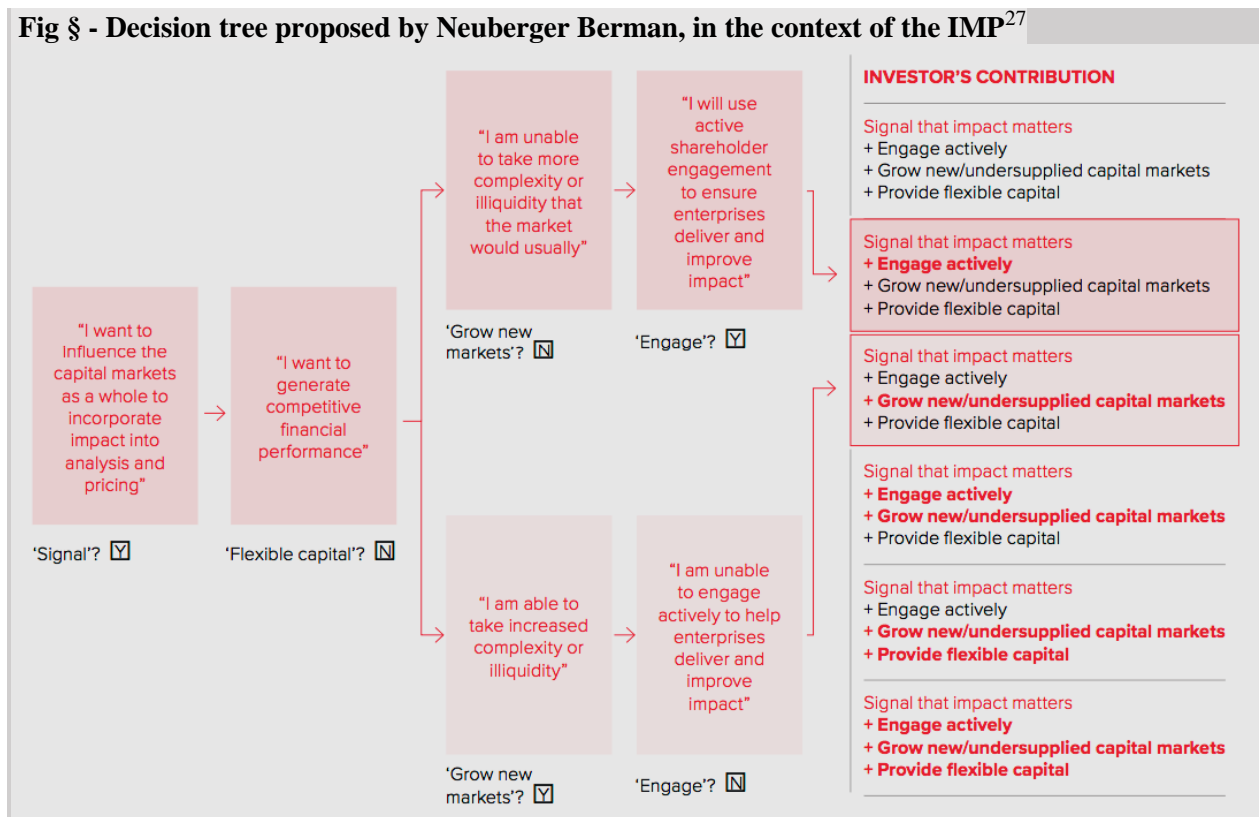 Fig § - Decision tree proposed by Neuberger Berman, in the context of the IMP27
"I want to
Influence the
capital markets
as a whole to
incorporate
impact into
analysis and
pricing"
'Signal'? Y
"I want to
generate
competitive
financial
performance"
'Flexible capital'? N
"I am unable
to take more
complexity or
illiquidity that
the market
would usually"
'Grow new
markets'? N
"I will use
active
shareholder
engagement
to ensure
enterprises
deliver and
improve
impact"
'Engage'? Y
"I am able to
take increased
complexity or
illiquidity"
'Grow new
markets'? Y
"I am unable
to engage
actively to help
enterprises
deliver and
improve
impact"
'Engage'? N
INVESTOR'S CONTRIBUTION
Signal that impact matters
+ Engage actively
+ Grow new/undersupplied capital markets
+ Provide flexible capital
Signal that impact matters
+ Engage actively
+ Grow new/undersupplied capital markets
+ Provide flexible capital
Signal that impact matters
+ Engage actively
+ Grow new/undersupplied capital markets
+ Provide flexible capital
Signal that impact matters
+ Engage actively
+ Grow new/undersupplied capital markets
+ Provide flexible capital
Signal that impact matters
+ Engage actively
+ Grow new/undersupplied capital markets
+ Provide flexible capital
Signal that impact matters
+ Engage actively
+ Grow new/undersupplied capital markets
+ Provide flexible capital